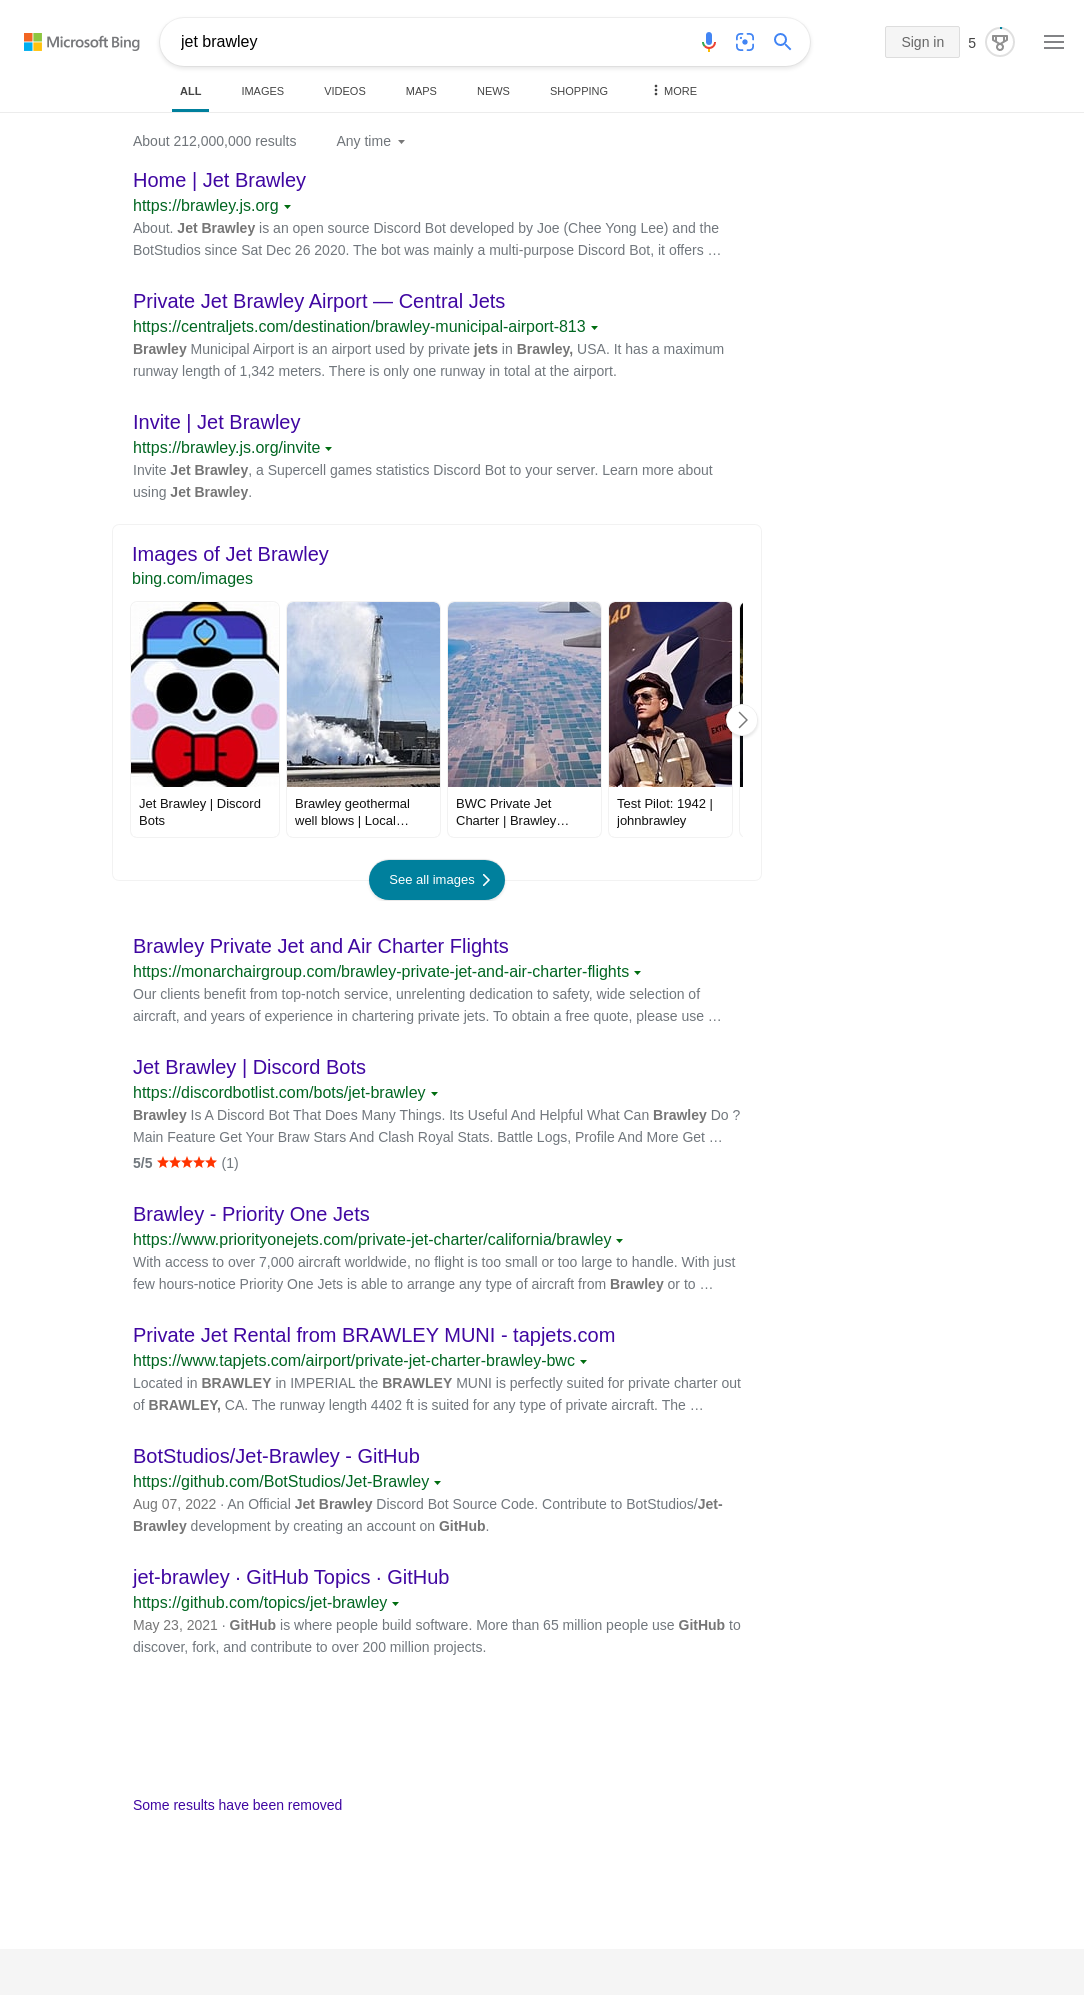 Microsoft Bing
jet brawley
Sign in
5
ALL
IMAGES
VIDEOS
MAPS
NEWS
SHOPPING
MORE
About 212,000,000 results
Any time
Home | Jet Brawley
https://brawley.js.org
About. Jet Brawley is an open source Discord Bot developed by Joe (Chee Yong Lee) and the
BotStudios since Sat Dec 26 2020. The bot was mainly a multi-purpose Discord Bot, it offers …
Private Jet Brawley Airport — Central Jets
https://centraljets.com/destination/brawley-municipal-airport-813
Brawley Municipal Airport is an airport used by private jets in Brawley, USA. It has a maximum
runway length of 1,342 meters. There is only one runway in total at the airport.
Invite | Jet Brawley
https://brawley.js.org/invite
Invite Jet Brawley, a Supercell games statistics Discord Bot to your server. Learn more about
using Jet Brawley.
Images of Jet Brawley
bing.com/images
40
Jet Brawley | Discord
Bots
Brawley geothermal
well blows | Local…
BWC Private Jet
Charter | Brawley…
Test Pilot: 1942 |
johnbrawley
See all images
Brawley Private Jet and Air Charter Flights
https://monarchairgroup.com/brawley-private-jet-and-air-charter-flights
Our clients benefit from top-notch service, unrelenting dedication to safety, wide selection of
aircraft, and years of experience in chartering private jets. To obtain a free quote, please use …
Jet Brawley | Discord Bots
https://discordbotlist.com/bots/jet-brawley
Brawley Is A Discord Bot That Does Many Things. Its Useful And Helpful What Can Brawley Do ?
Main Feature Get Your Braw Stars And Clash Royal Stats. Battle Logs, Profile And More Get …
5/5 ★★★★★ (1)
Brawley - Priority One Jets
https://www.priorityonejets.com/private-jet-charter/california/brawley
With access to over 7,000 aircraft worldwide, no flight is too small or too large to handle. With just
few hours-notice Priority One Jets is able to arrange any type of aircraft from Brawley or to …
Private Jet Rental from BRAWLEY MUNI - tapjets.com
https://www.tapjets.com/airport/private-jet-charter-brawley-bwc
Located in BRAWLEY in IMPERIAL the BRAWLEY MUNI is perfectly suited for private charter out
of BRAWLEY, CA. The runway length 4402 ft is suited for any type of private aircraft. The …
BotStudios/Jet-Brawley - GitHub
https://github.com/BotStudios/Jet-Brawley
Aug 07, 2022 · An Official Jet Brawley Discord Bot Source Code. Contribute to BotStudios/Jet-
Brawley development by creating an account on GitHub.
jet-brawley · GitHub Topics · GitHub
https://github.com/topics/jet-brawley
May 23, 2021 · GitHub is where people build software. More than 65 million people use GitHub to
discover, fork, and contribute to over 200 million projects.
Some results have been removed